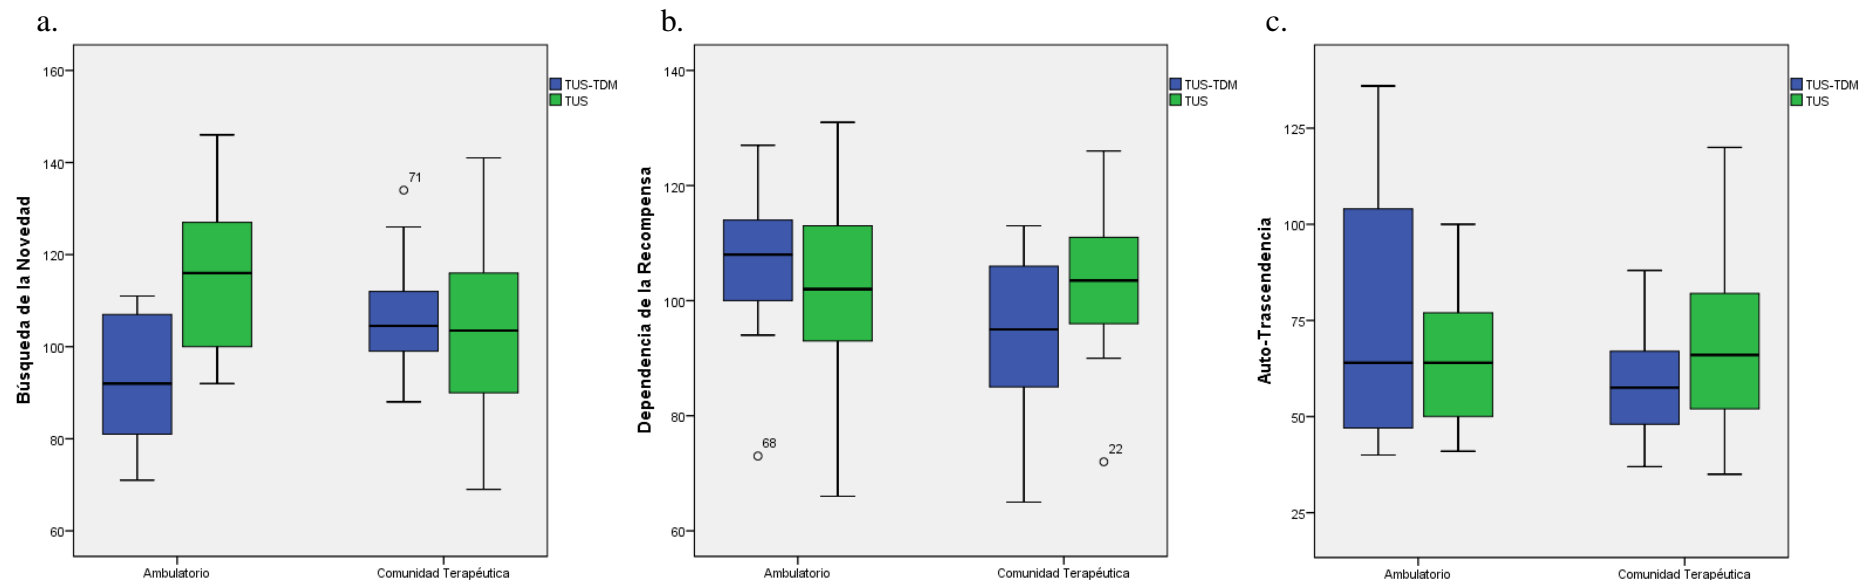 a.
Búsqueda de la Novedad
160
140
120
100
80
60
71
Ambulatorio
Comunidad Terapéutica
TUS-TDM
TUS
b.
Dependencia de la Recompensa
140
120
100
80
60
68
22
Ambulatorio
Comunidad Terapéutica
TUS-TDM
TUS
c.
Auto-Trascendencia
125
100
75
50
25
Ambulatorio
Comunidad Terapéutica
TUS-TDM
TUS